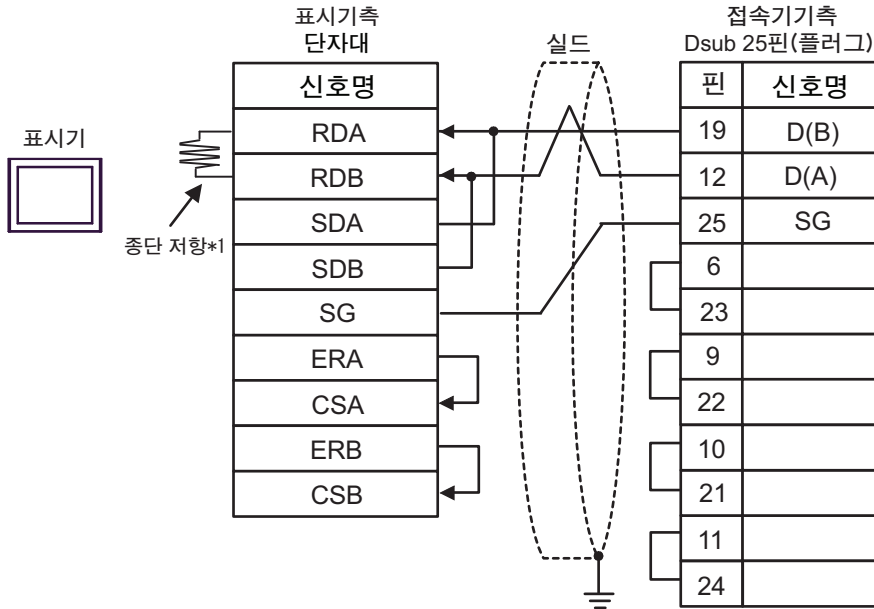 표시기측
단자대
실드
접속기기측
Dsub 25핀(플러그)
신호명
핀 신호명
표시기
RDA
19 D(B)
RDB
12 D(A)
SDA
25 SG
종단 저항*1
SDB
6
SG
23
ERA
9
CSA
22
ERB
10
CSB
21
11
24